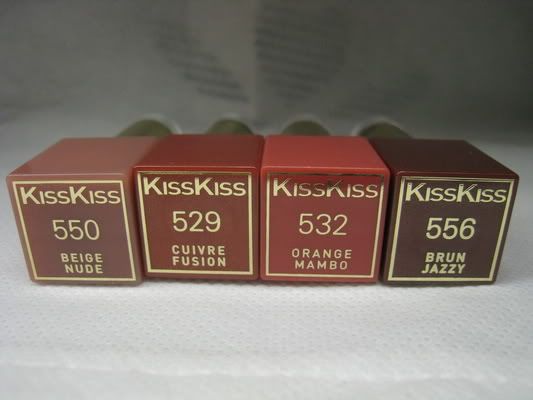 KissKiss
550
BEIGE
NUDE
KissKiss
529
CUIVRE
FUSION
KissKiss
532
ORANGE
MAMBO
KissKiss
556
BRUN
JAZZY